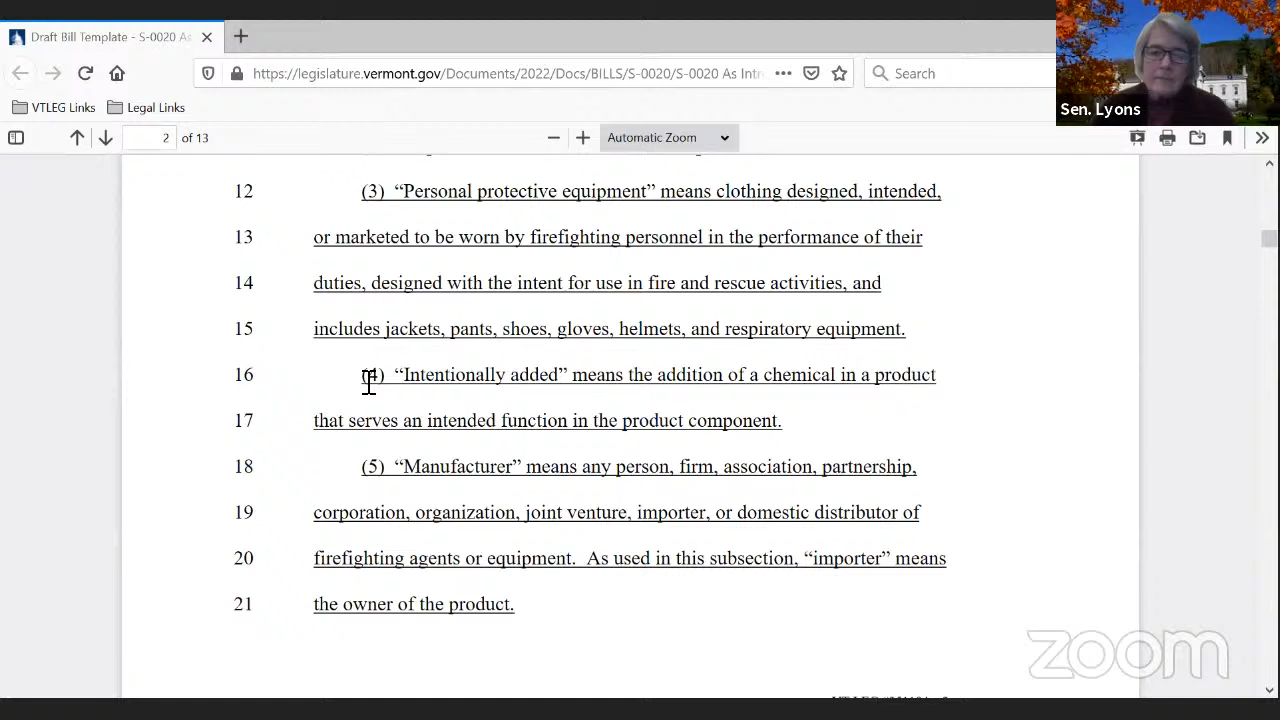 Draft Bill Template - S-0020 As
https://legislature.vermont.gov/Documents/2022/Docs/BILLS/S-0020/S-0020 As Intr
Search
VTLEG Links
Legal Links
Sen. Lyons
2 of 13
Automatic Zoom
12 (3) “Personal protective equipment” means clothing designed, intended,
13 or marketed to be worn by firefighting personnel in the performance of their
14 duties, designed with the intent for use in fire and rescue activities, and
15 includes jackets, pants, shoes, gloves, helmets, and respiratory equipment.
16 (4) “Intentionally added” means the addition of a chemical in a product
17 that serves an intended function in the product component.
18 (5) “Manufacturer” means any person, firm, association, partnership,
19 corporation, organization, joint venture, importer, or domestic distributor of
20 firefighting agents or equipment. As used in this subsection, “importer” means
21 the owner of the product.
zoom